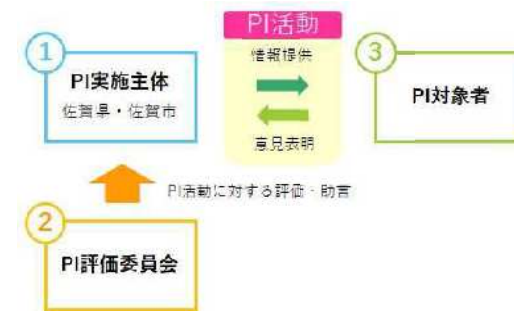 PI活動
1
情報提供
3
PI実施主体
佐賀県・佐賀市
PI対象者
意見表明
PI活動に対する評価・助言
2
PI評価委員会